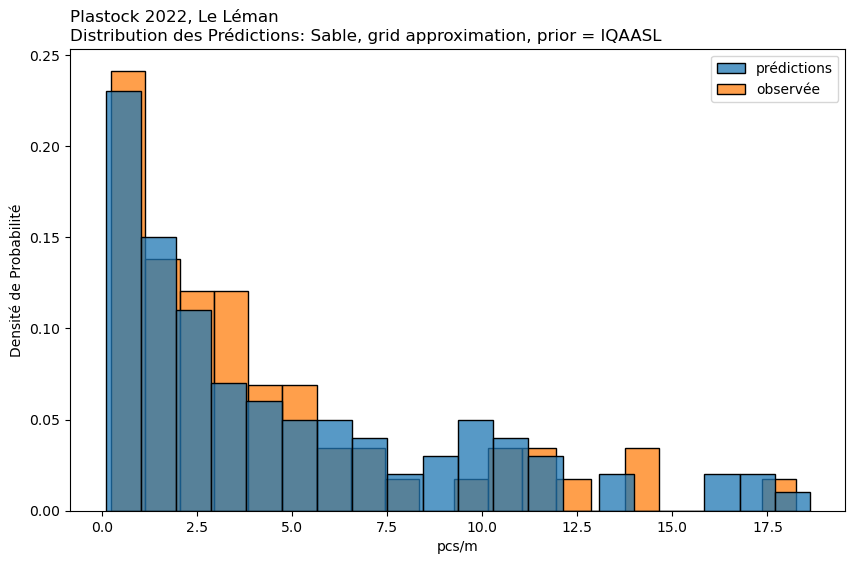 Plastock 2022, Le Léman
Distribution des Prédictions: Sable, grid approximation, prior = IQAASL
prédictions
observée
Densité de Probabilité
0.25
0.20
0.15
0.10
0.05
0.00
0.0 2.5 5.0 7.5 10.0 12.5 15.0 17.5
pcs/m